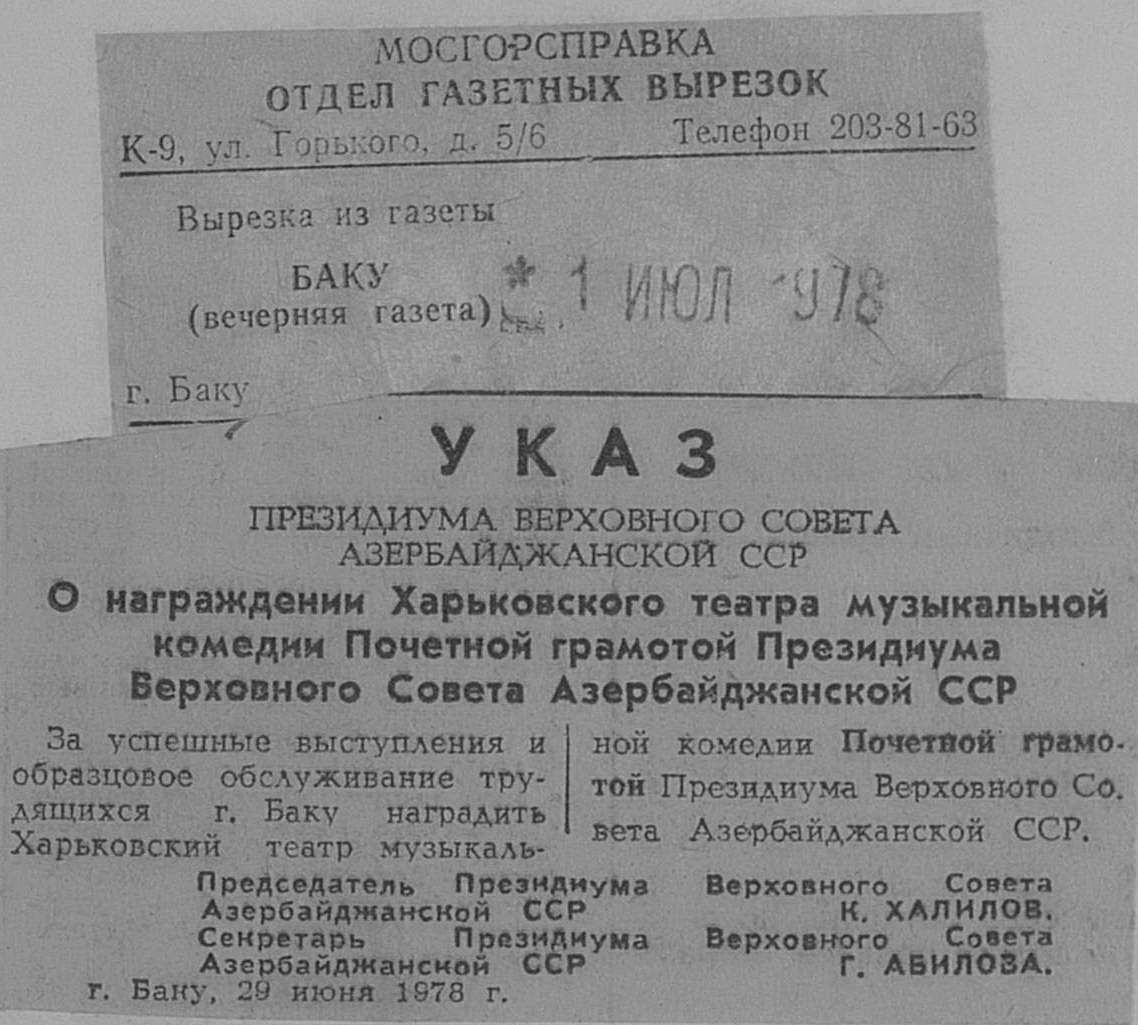 МОСГОРСПРАВКА
ОТДЕЛ ГАЗЕТНЫХ ВЫРЕЗОК
К-9, ул. Горького, д. 5/6 Телефон 203-81-63
Вырезка из газеты
БАКУ
(вечерняя газета)
* 1 ИЮЛ 1978
г. Баку
УКАЗ
ПРЕЗИДИУМА ВЕРХОВНОГО СОВЕТА
АЗЕРБАЙДЖАНСКОЙ ССР
О награждении Харьковского театра музыкальной
комедии Почетной грамотой Президиума
Верховного Совета Азербайджанской ССР
За успешные выступления и
образцовое обслуживание тру-
дящихся г. Баку наградить
Харьковский театр музыкаль-
ной комедии Почетной грамо-
той Президиума Верховного Со.
вета Азербайджанской ССР.
Председатель Президиума Верховного Совета
Азербайджанской ССР К. ХАЛИЛОВ.
Секретарь Президиума Верховного Совета
Азербайджанской ССР Г. АБИЛОВА.
г. Баку, 29 июня 1978 г.